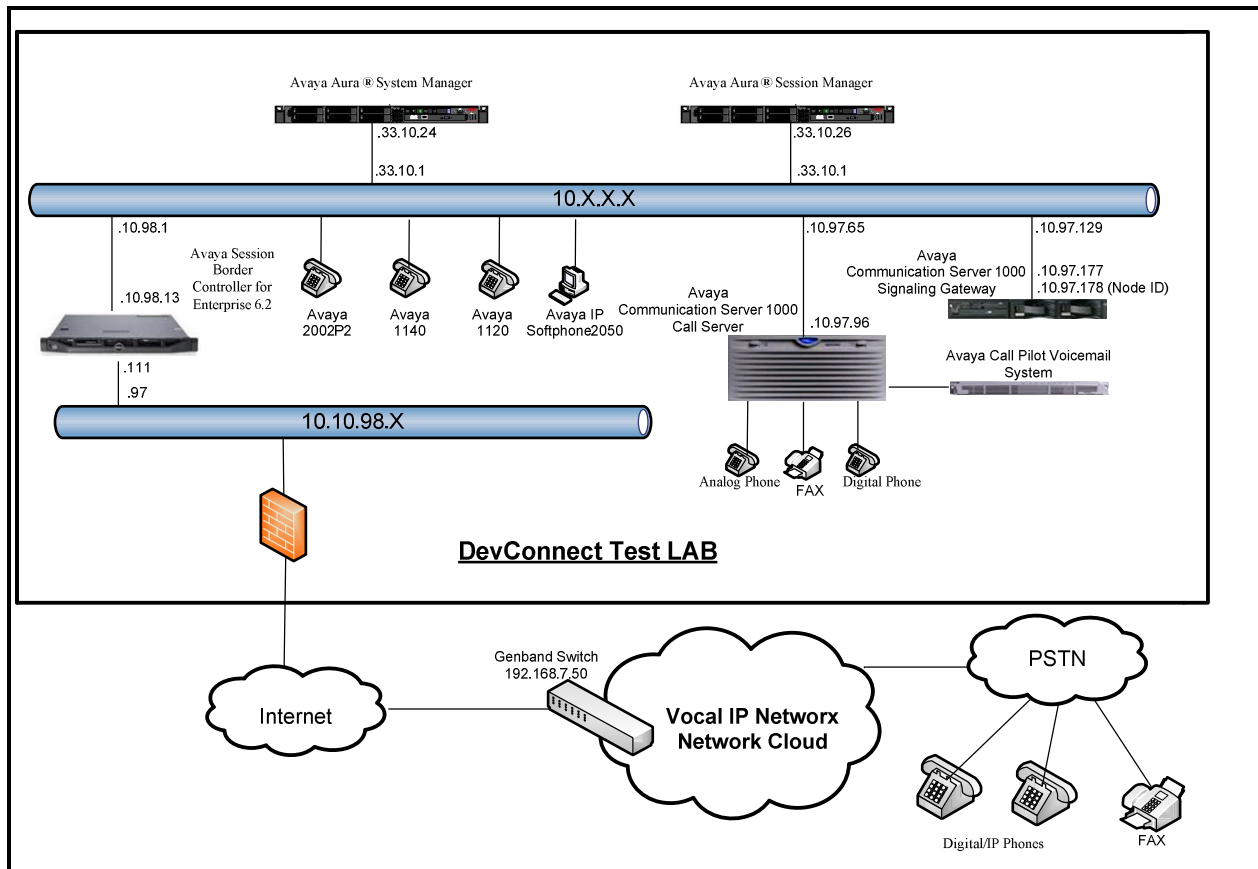 Avaya Aura ® System Manager
Avaya Aura ® Session Manager
.33.10.24
.33.10.26
.33.10.1
.33.10.1
10.X.X.X
.10.98.1
.10.97.65
.10.97.129
Avaya Session
Border
Controller for
Enterprise 6.2
.10.98.13
Avaya
2002P2
Avaya
1140
Avaya
1120
Avaya IP
Softphone2050
Avaya
Communication Server 1000
Call Server
.10.97.96
Avaya
Communication Server 1000
Signaling Gateway
.10.97.177
.10.97.178 (Node ID)
Avaya Call Pilot Voicemail
System
.111
.97
10.10.98.X
Analog Phone
FAX
Digital Phone
DevConnect Test LAB
Genband Switch
192.168.7.50
Internet
Vocal IP Networx
Network Cloud
PSTN
Digital/IP Phones
FAX